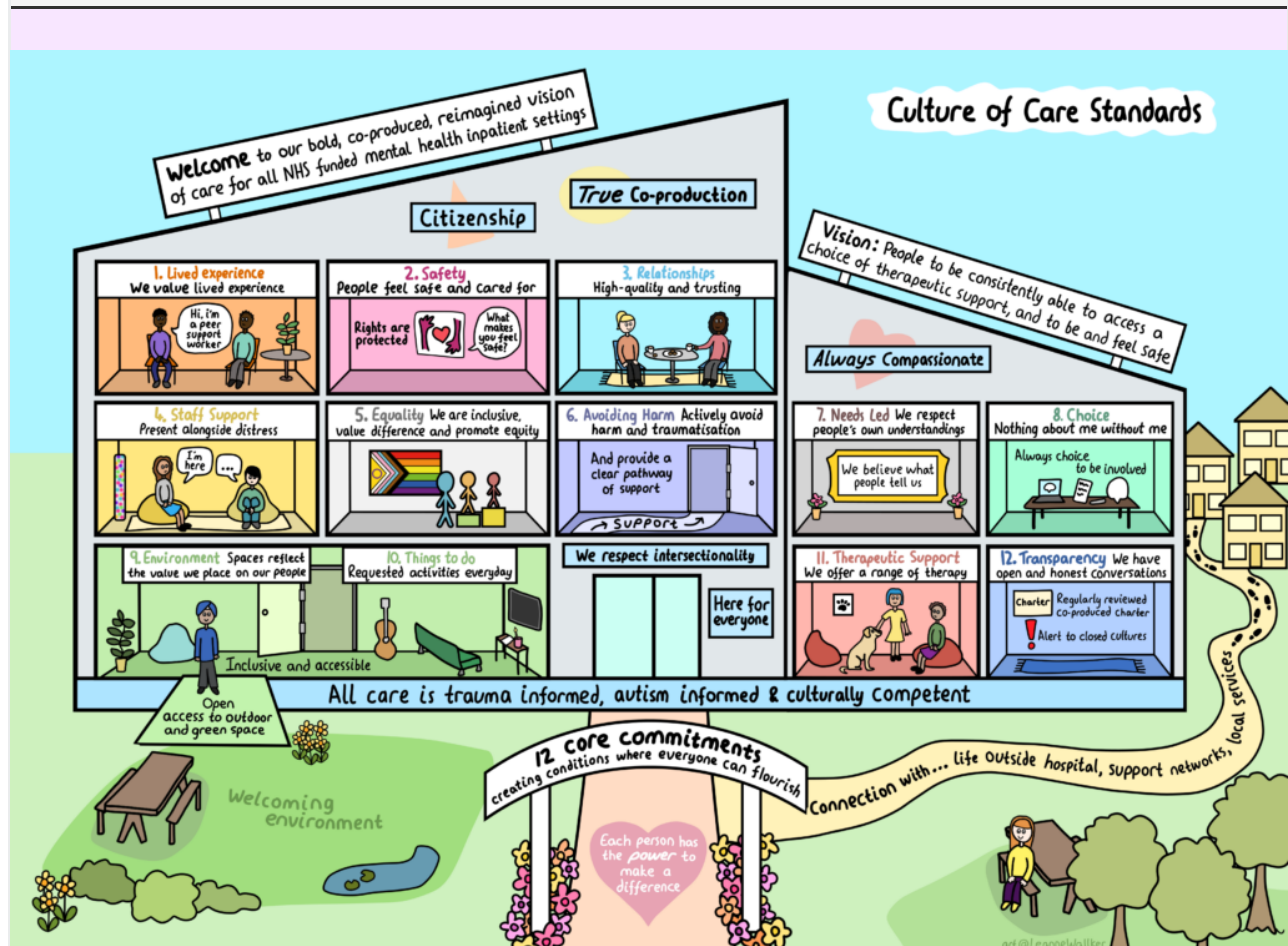 Culture of Care Standards
Welcome to our bold, co-produced, reimagined vision
of care for all NHS funded mental health inpatient settings
Citizenship
True Co-production
Vision: People to be consistently able to access a
choice of therapeutic support, and to be and feel safe
Always Compassionate
1. Lived experience
We value lived experience
Hi, i'm
a peer
support
worker
2. Safety
People feel safe and cared for
Rights are
protected
What
makes
you feel
safe?
3. Relationships
High-quality and trusting
4. Staff Support
Present alongside distress
I'm
here
...
5. Equality We are inclusive,
value difference and promote equity
6. Avoiding Harm Actively avoid
harm and traumatisation
And provide a
clear pathway
of support
Support
7. Needs Led We respect
people's own understandings
We believe what
people tell us
8. Choice
Nothing about me without me
Always choice
to be involved
9. Environment Spaces reflect
the value we place on our people
10. Things to do
Requested activities everyday
Inclusive and accessible
We respect intersectionality
Here for
everyone
11. Therapeutic Support
We offer a range of therapy
12. Transparency We have
open and honest conversations
Charter
Regularly reviewed
co-produced charter
! Alert to closed cultures
All care is trauma informed, autism informed & culturally competent
Open
access to outdoor
and green space
Welcoming
environment
12 core commitments
creating conditions where everyone can flourish
Connection with... life outside hospital, support networks, local services
Each person has
the power to
make a
difference